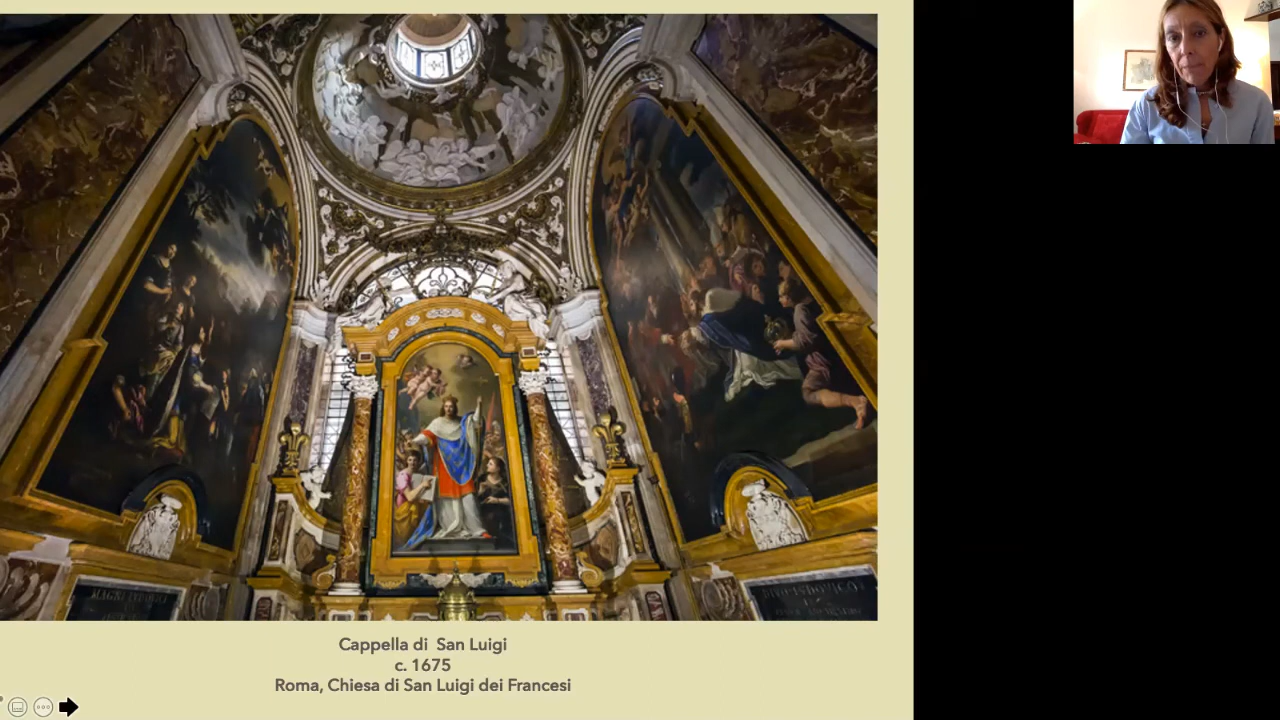 Cappella di San Luigi
c. 1675
Roma, Chiesa di San Luigi dei Francesi